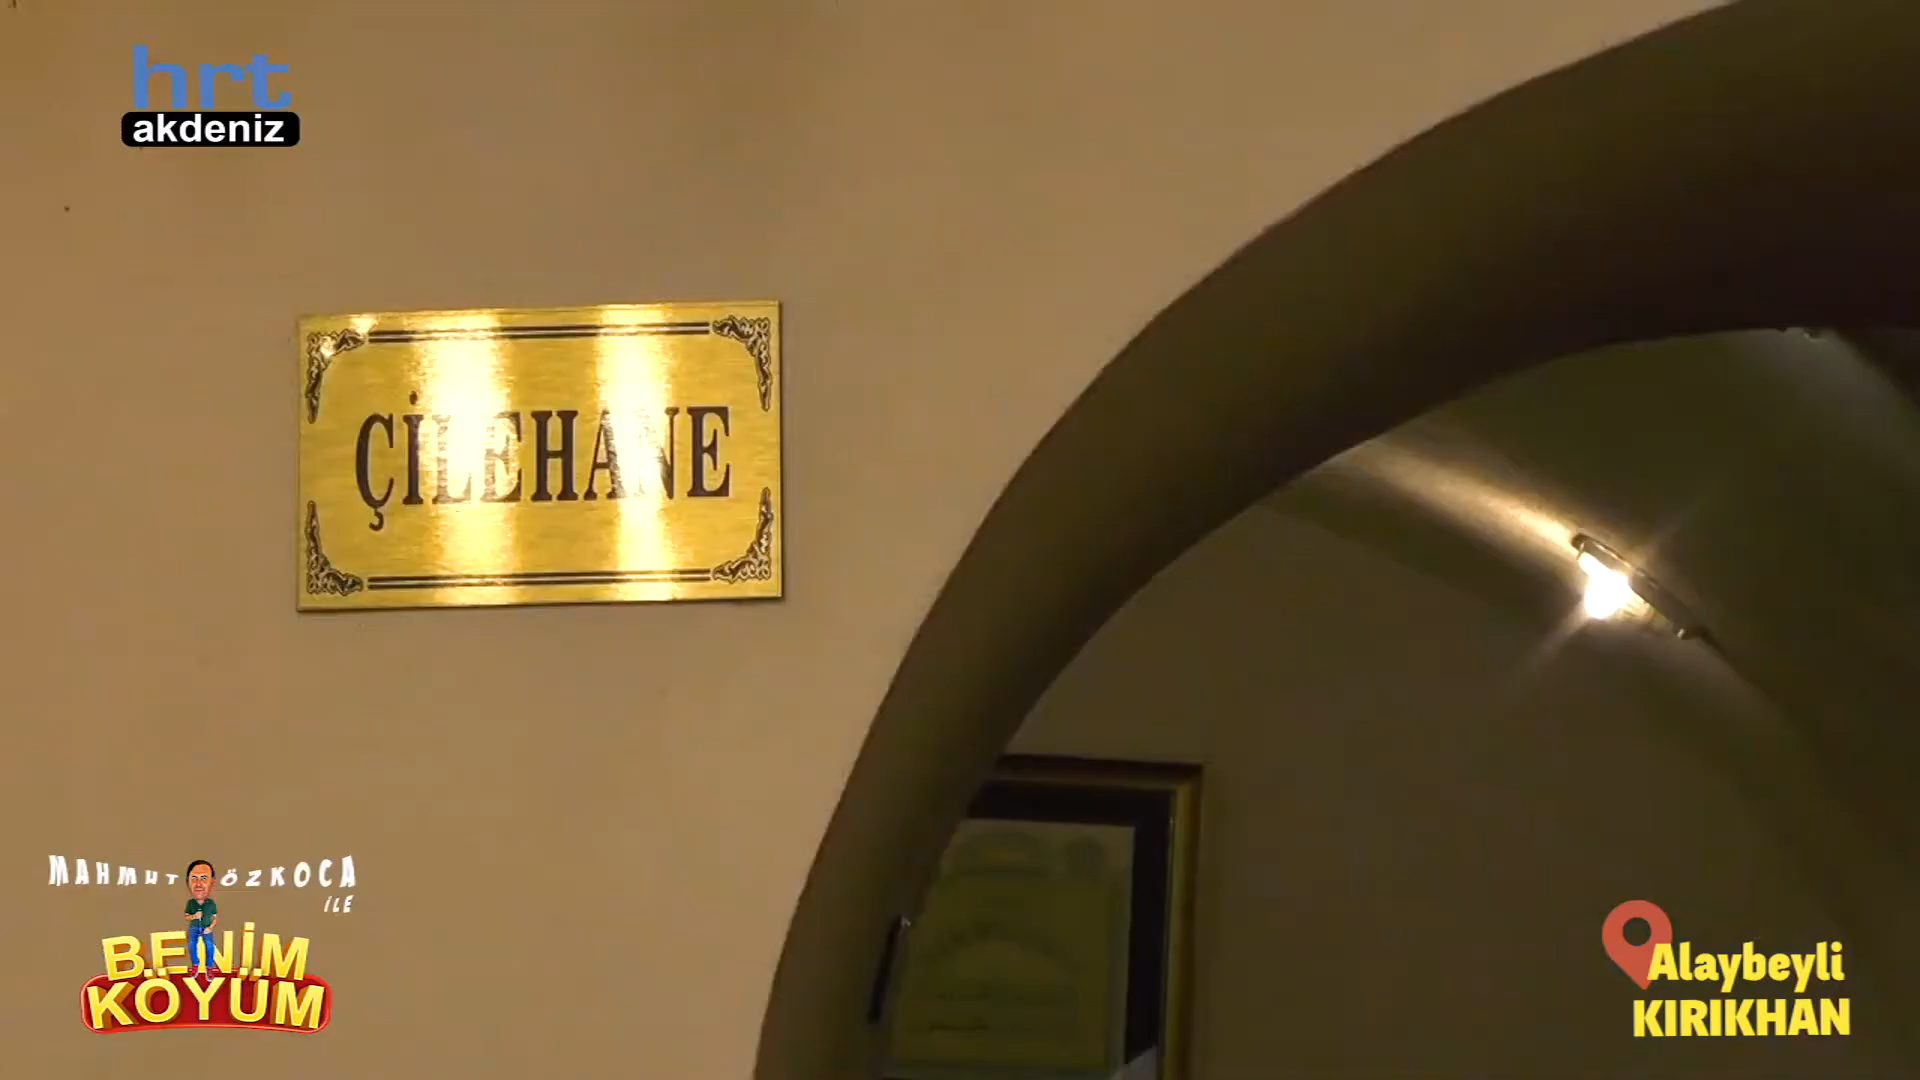 hrt
akdeniz
ÇİLEHANE
MAHMUT ÖZKOCA
İLE
BENİM
KÖYÜM
Alaybeyli
KIRIKHAN